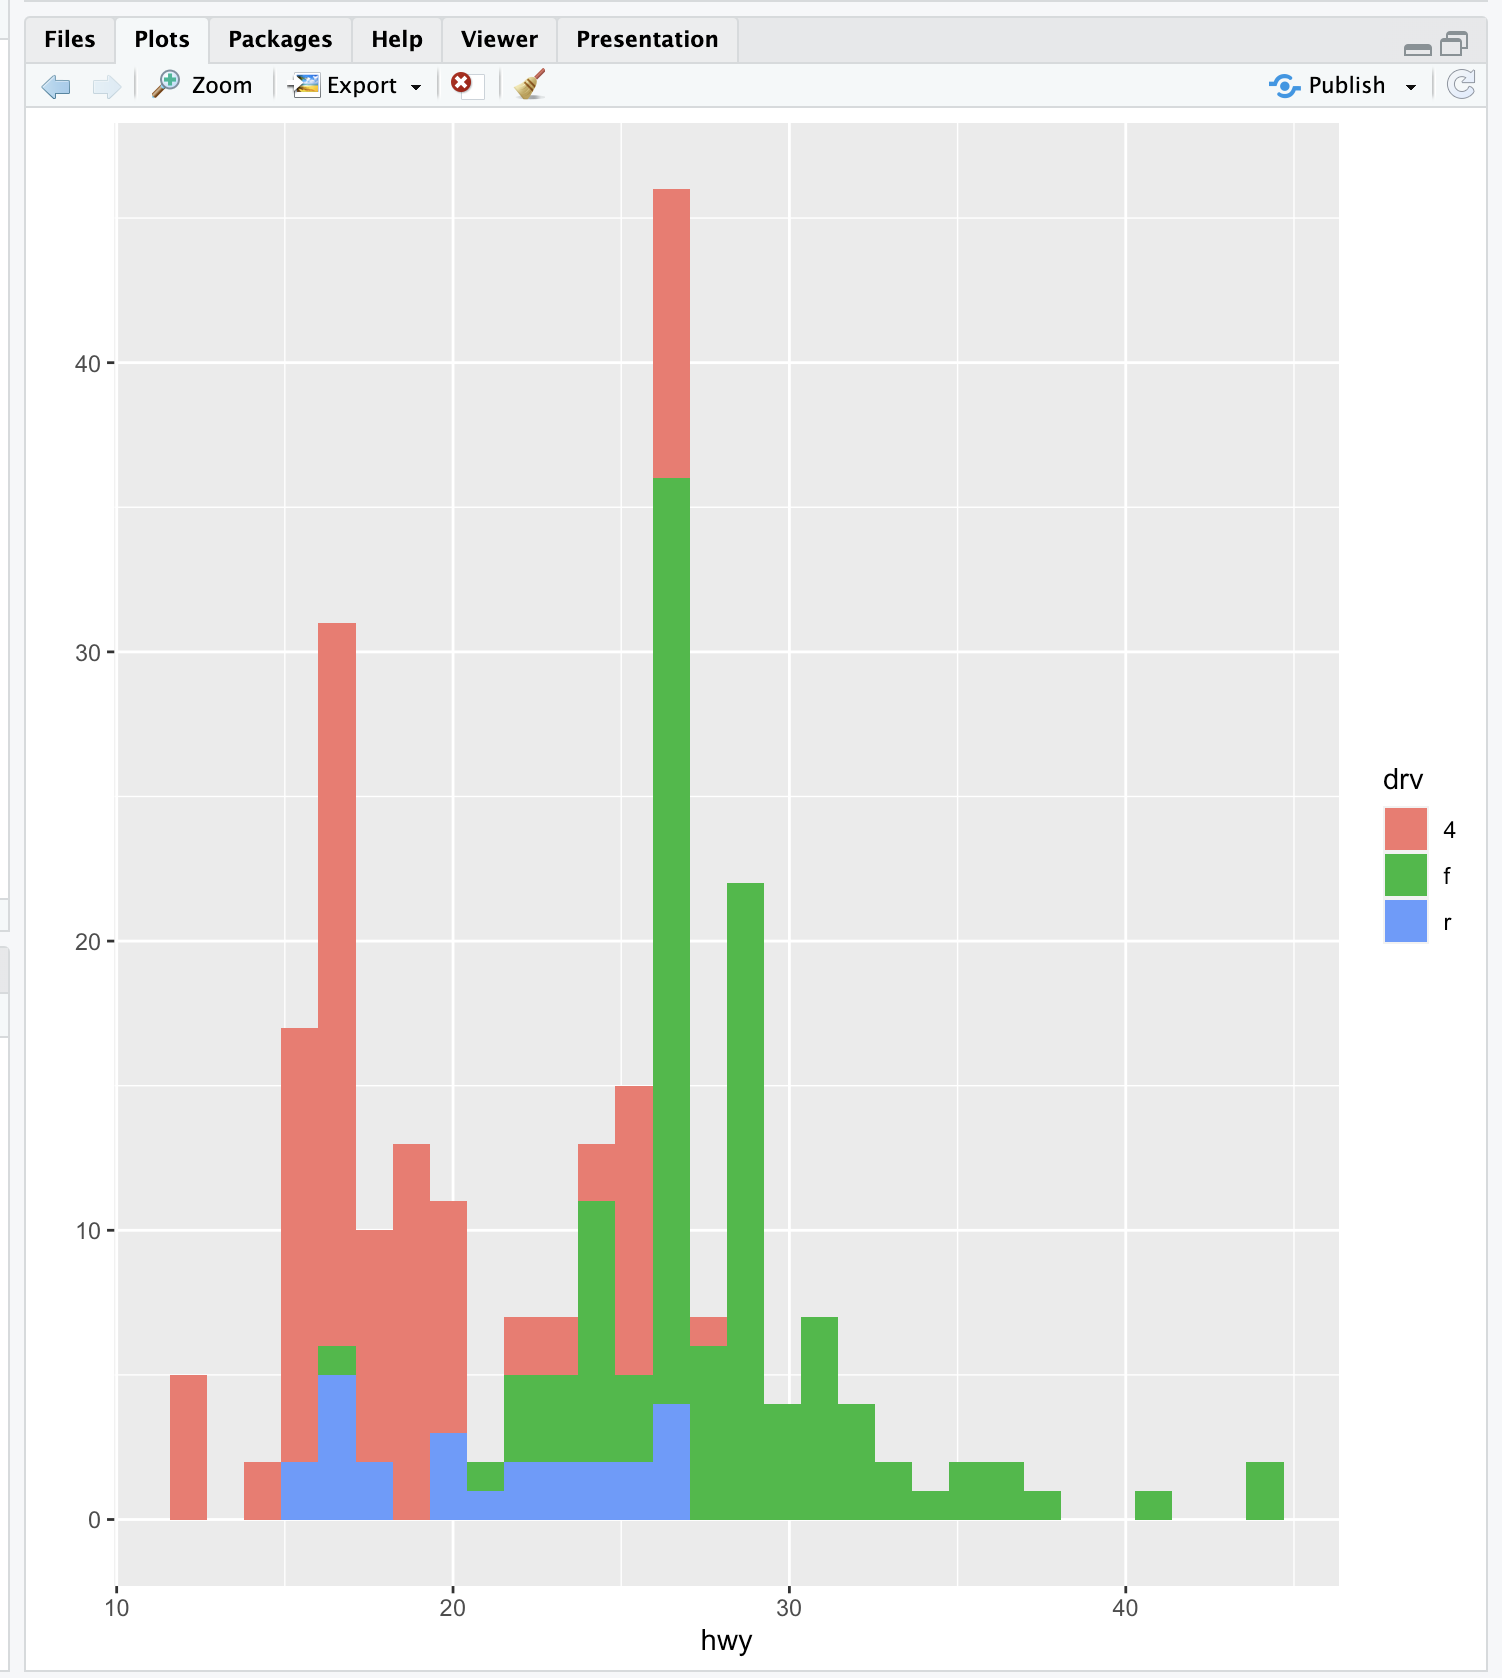 Files Plots Packages Help Viewer Presentation
Zoom Export Publish
40
30
20
10
0
10 20 30 40
hwy
drv
4
f
r